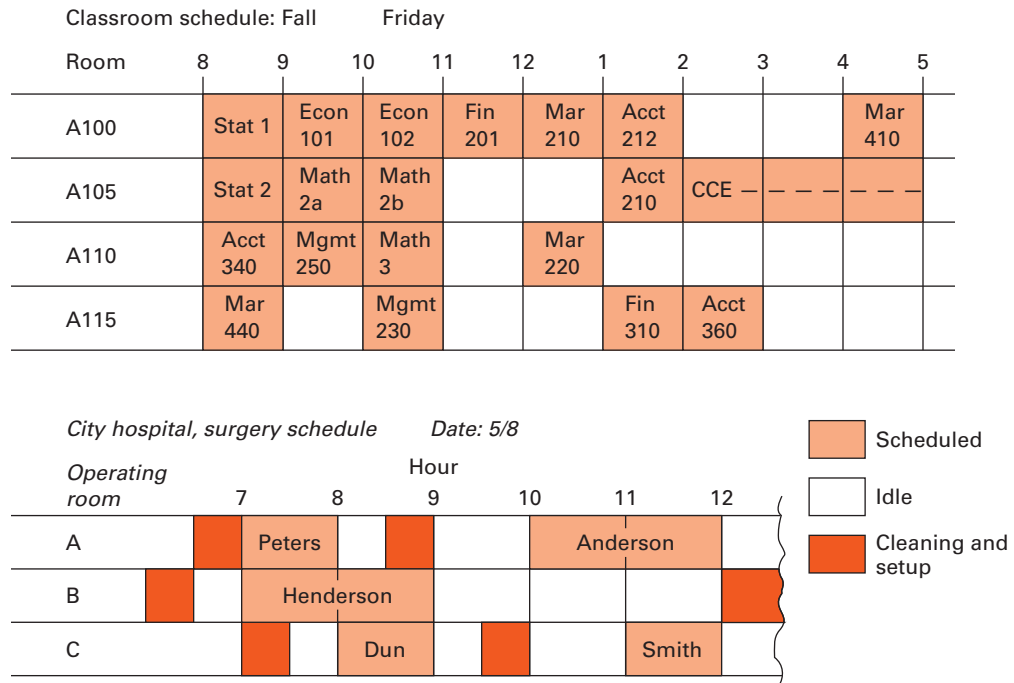 Classroom schedule: Fall Friday
Room 8 9 10 11 12 1 2 3 4 5
A100 Stat 1 Econ 101 Econ 102 Fin 201 Mar 210 Acct 212 Mar 410
A105 Stat 2 Math 2a Math 2b Acct 210 CCE
A110 Acct 340 Mgmt 250 Math 3 Mar 220
A115 Mar 440 Mgmt 230 Fin 310 Acct 360
City hospital, surgery schedule Date: 5/8
Operating room
Hour
7 8 9 10 11 12
A Peters Anderson
B Henderson
C Dun Smith
Scheduled
Idle
Cleaning and
setup